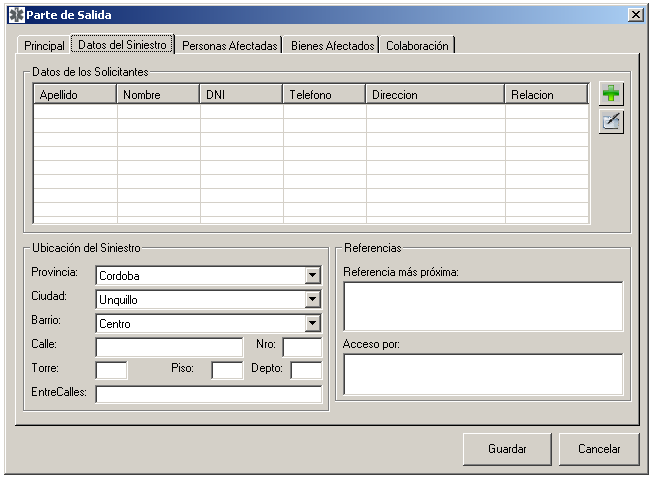 Parte de Salida
Principal Datos del Siniestro Personas Afectadas Bienes Afectados Colaboración
Datos de los Solicitantes
Apellido Nombre DNI Telefono Direccion Relacion
Ubicación del Siniestro
Provincia: Cordoba
Ciudad: Unquillo
Barrio: Centro
Calle: Nro:
Torre: Piso: Depto:
EntreCalles:
Referencias
Referencia más próxima:
Acceso por:
Guardar Cancelar